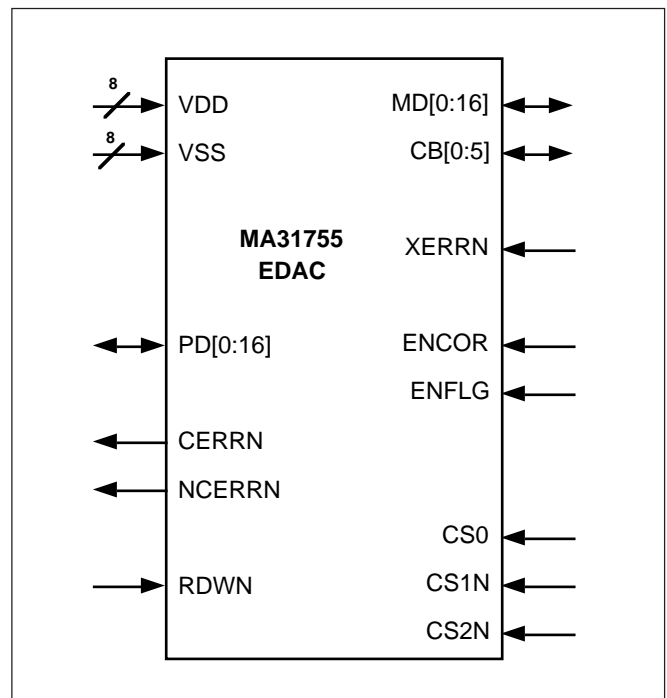 8
VDD
MD[0:16]
8
VSS
CB[0:5]
MA31755
EDAC
XERRN
PD[0:16]
ENCOR
ENFLG
CERRN
NCERRN
CS0
RDWN
CS1N
CS2N